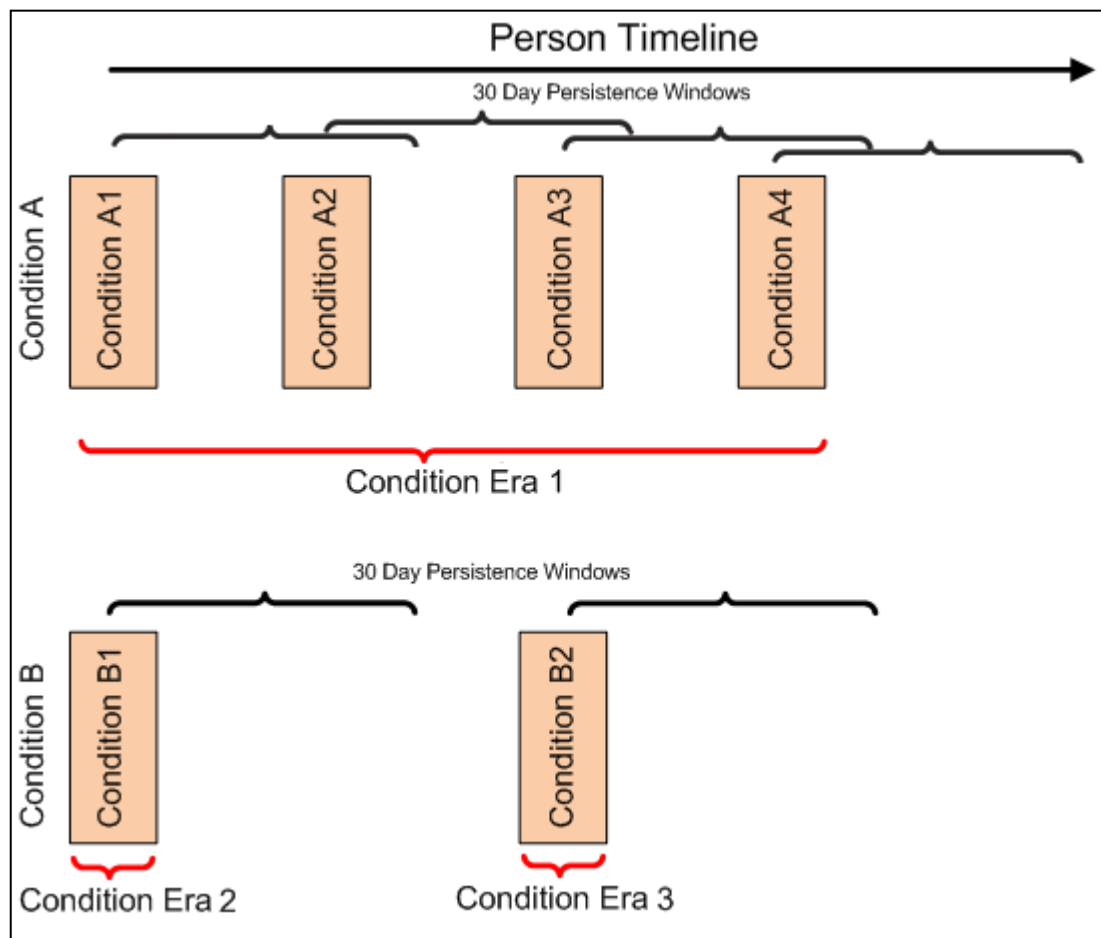 Person Timeline
30 Day Persistence Windows
Condition A
Condition A1
Condition A2
Condition A3
Condition A4
Condition Era 1
30 Day Persistence Windows
Condition B
Condition B1
Condition B2
Condition Era 2
Condition Era 3